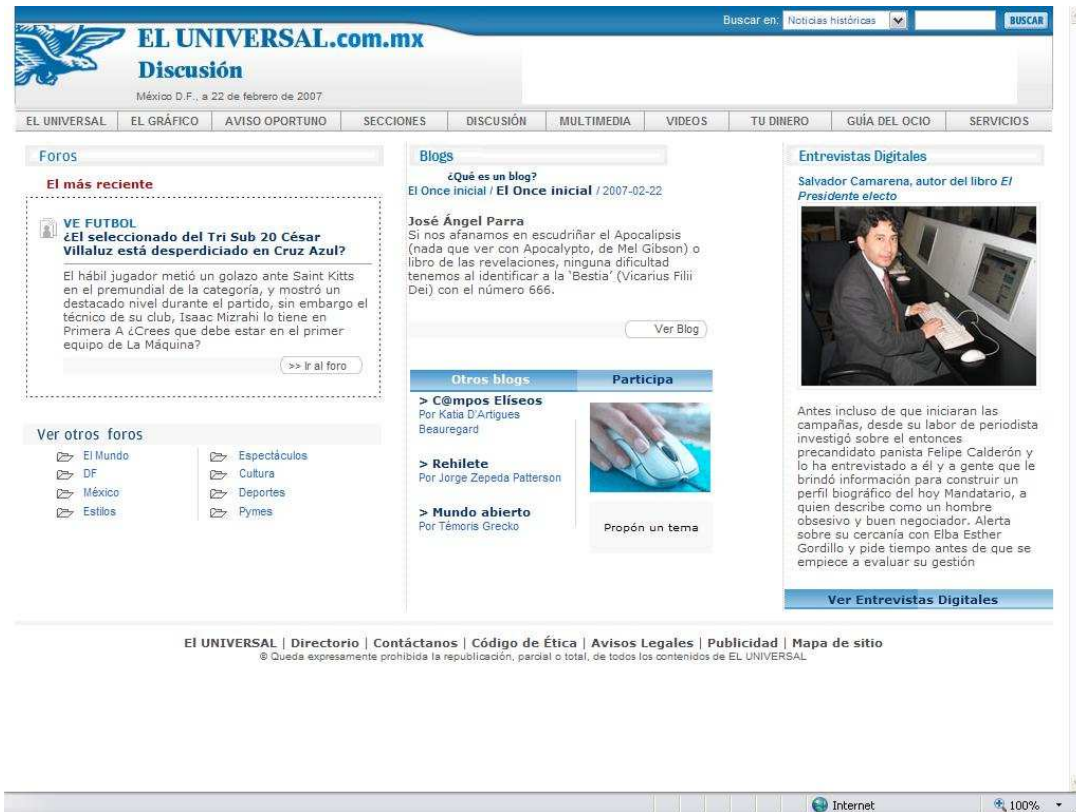 Buscar en: Noticias históricas BUSCAR
EL UNIVERSAL.com.mx
Discusión
México D.F., a 22 de febrero de 2007
EL UNIVERSAL EL GRÁFICO AVISO OPORTUNO SECCIONES DISCUSIÓN MULTIMEDIA VIDEOS TU DINERO GUÍA DEL OCIO SERVICIOS
Foros
El más reciente
VE FUTBOL
¿El seleccionado del Tri Sub 20 César
Villaluz está desperdiciado en Cruz Azul?
El hábil jugador metió un golazo ante Saint Kitts
en el premundial de la categoría, y mostró un
destacado nivel durante el partido, sin embargo el
técnico de su club, Isaac Mizrahi lo tiene en
Primera A ¿Crees que debe estar en el primer
equipo de La Máquina?
>> Ir al foro
Ver otros foros
El Mundo
DF
México
Estilos
Espectáculos
Cultura
Deportes
Pymes
Blogs
¿Qué es un blog?
El Once inicial / El Once inicial / 2007-02-22
José Ángel Parra
Si nos afanamos en escudriñar el Apocalipsis
(nada que ver con Apocalypto, de Mel Gibson) o
libro de las revelaciones, ninguna dificultad
tenemos al identificar a la 'Bestia' (Vicarius Filii
Dei) con el número 666.
Ver Blog
Otros blogs
> C@mpos Elíseos
Por Katia D'Artigues
Beauregard
> Rehilete
Por Jorge Zepeda Patterson
> Mundo abierto
Por Témoris Grecko
Participa
Propón un tema
Entrevistas Digitales
Salvador Camarena, autor del libro El
Presidente electo
Antes incluso de que iniciaran las
campañas, desde su labor de periodista
investigó sobre el entonces
precandidato panista Felipe Calderón y
lo ha entrevistado a él y a gente que le
brindó información para construir un
perfil biográfico del hoy Mandatario, a
quien describe como un hombre
obsesivo y buen negociador. Alerta
sobre su cercanía con Elba Esther
Gordillo y pide tiempo antes de que se
empiece a evaluar su gestión
Ver Entrevistas Digitales
El UNIVERSAL | Directorio | Contáctanos | Código de Ética | Avisos Legales | Publicidad | Mapa de sitio
© Queda expresamente prohibida la republicación, parcial o total, de todos los contenidos de EL UNIVERSAL
Internet 100%